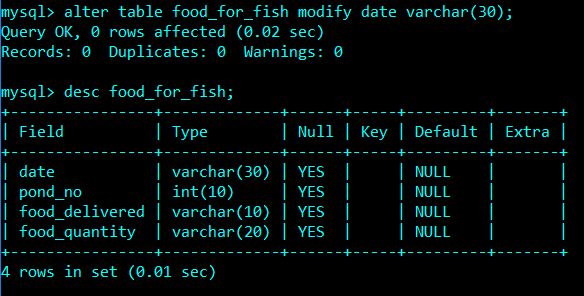 mysql> alter table food_for_fish modify date varchar(30);
Query OK, 0 rows affected (0.02 sec)
Records: 0  Duplicates: 0  Warnings: 0

mysql> desc food_for_fish;
+----------------+-------------+------+-----+---------+-------+
| Field          | Type        | Null | Key | Default | Extra |
+----------------+-------------+------+-----+---------+-------+
| date           | varchar(30) | YES  |     | NULL    |       |
| pond_no        | int(10)     | YES  |     | NULL    |       |
| food_delivered | varchar(10) | YES  |     | NULL    |       |
| food_quantity  | varchar(20) | YES  |     | NULL    |       |
+----------------+-------------+------+-----+---------+-------+
4 rows in set (0.01 sec)